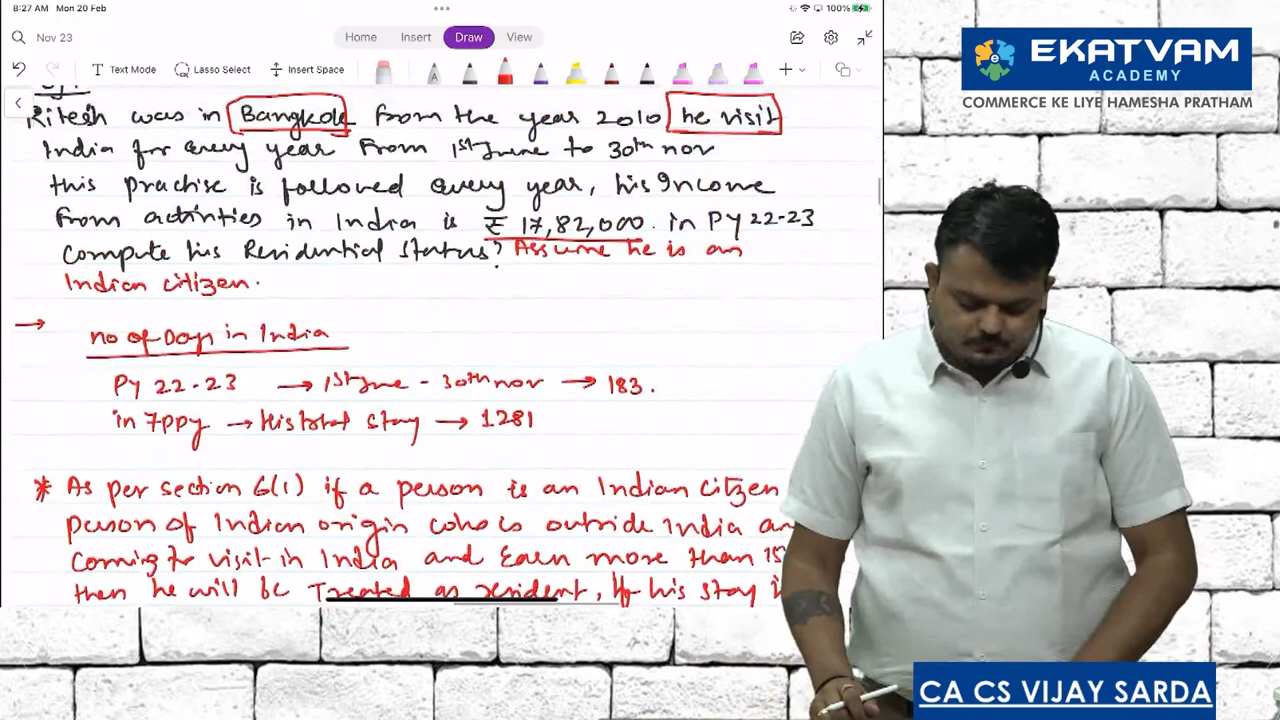 8:27 AM Mon 20 Feb
100%
Nov 23
Home Insert Draw View
Text Mode Lasso Select Insert Space
Ritesh was in Bangkok from the year 2010 he visit
India for every year From 1st June to 30th nov
this practise is followed every year, his Income
From activities in India is ₹ 17,82,000. in PY 22-23
Compute his Residential Status? Assume he is an
Indian citizen.
→
no of Days in India
PY 22-23 → 1st June - 30th nov → 183.
in 7PPY → His total stay → 1281
* As per section 6(1) if a person is an Indian citizen
person of Indian origin who is outside India
coming to visit in India and Earn more than
then he will be Treated as resident, If his stay
EKATVAM
ACADEMY
COMMERCE KE LIYE HAMESHA PRATHAM
CA CS VIJAY SARDA